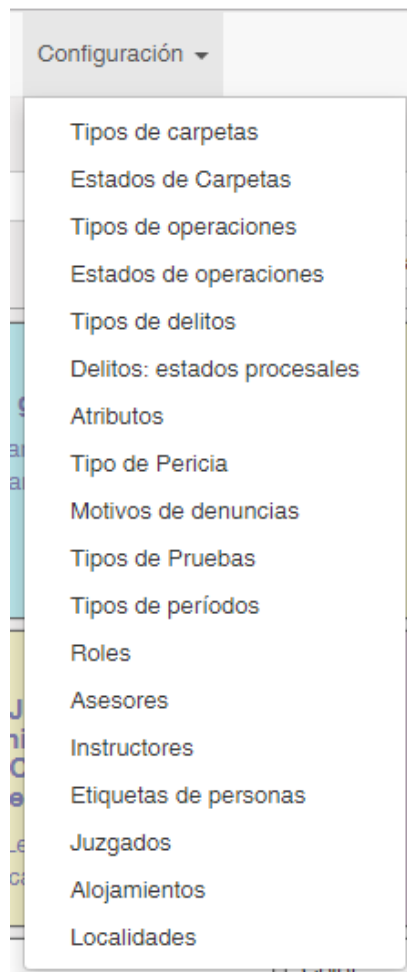 Configuración
Tipos de carpetas
Estados de Carpetas
Tipos de operaciones
Estados de operaciones
Tipos de delitos
Delitos: estados procesales
Atributos
Tipo de Pericia
Motivos de denuncias
Tipos de Pruebas
Tipos de períodos
Roles
Asesores
Instructores
Etiquetas de personas
Juzgados
Alojamientos
Localidades